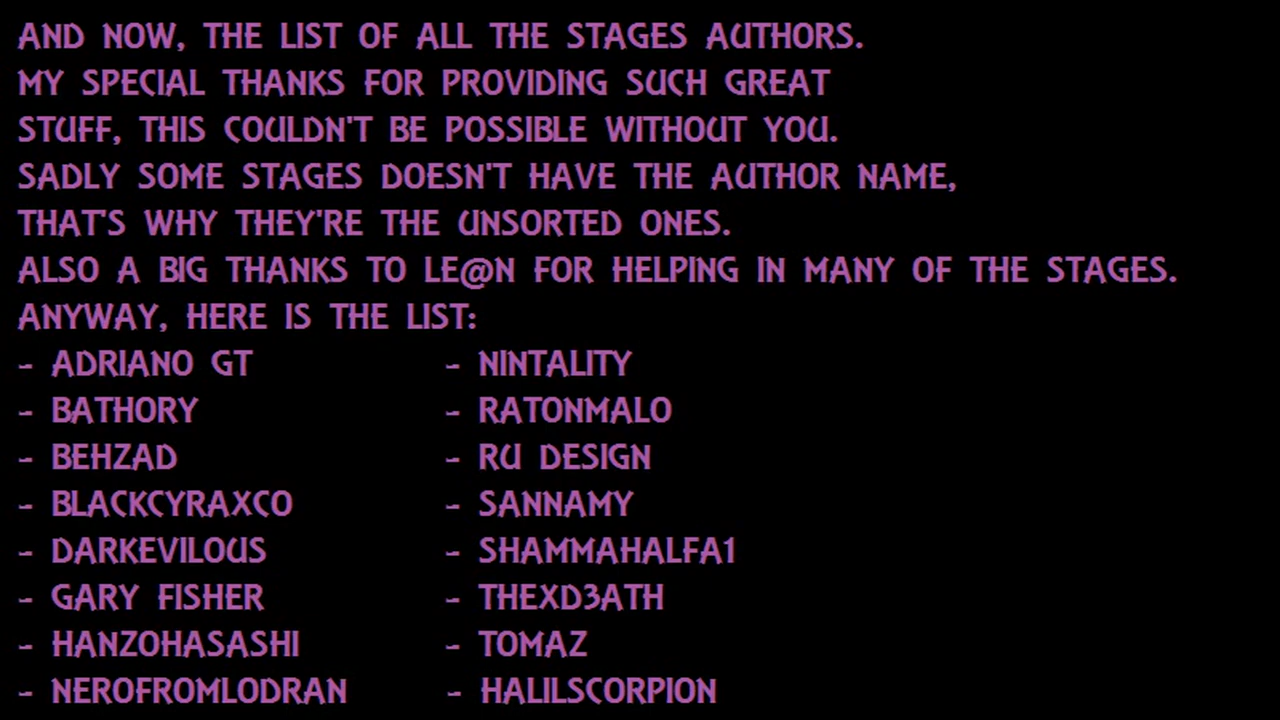 AND NOW, THE LIST OF ALL THE STAGES AUTHORS.
MY SPECIAL THANKS FOR PROVIDING SUCH GREAT
STUFF, THIS COULDN'T BE POSSIBLE WITHOUT YOU.
SADLY SOME STAGES DOESN'T HAVE THE AUTHOR NAME,
THAT'S WHY THEY'RE THE UNSORTED ONES.
ALSO A BIG THANKS TO LE@N FOR HELPING IN MANY OF THE STAGES.
ANYWAY, HERE IS THE LIST:
- ADRIANO GT
- BATHORY
- BEHZAD
- BLACKCYRAXCO
- DARKEVILOUS
- GARY FISHER
- HANZOHASASHI
- NEROFROMLODRAN
- NINTALITY
- RATONMALO
- RU DESIGN
- SANNAMY
- SHAMMAHALFA1
- THEXD3ATH
- TOMAZ
- HALILSCORPION